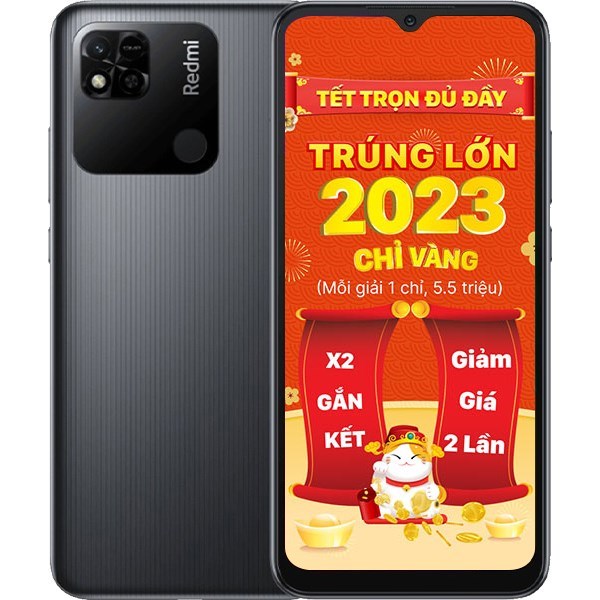 Redmi
TẾT TRỌN ĐỦ ĐẦY
TRÚNG LỚN
2023
CHỈ VÀNG
(Mỗi giải 1 chỉ, 5.5 triệu)
X2
GẮN
KẾT
Giảm
Giá
2 Lần